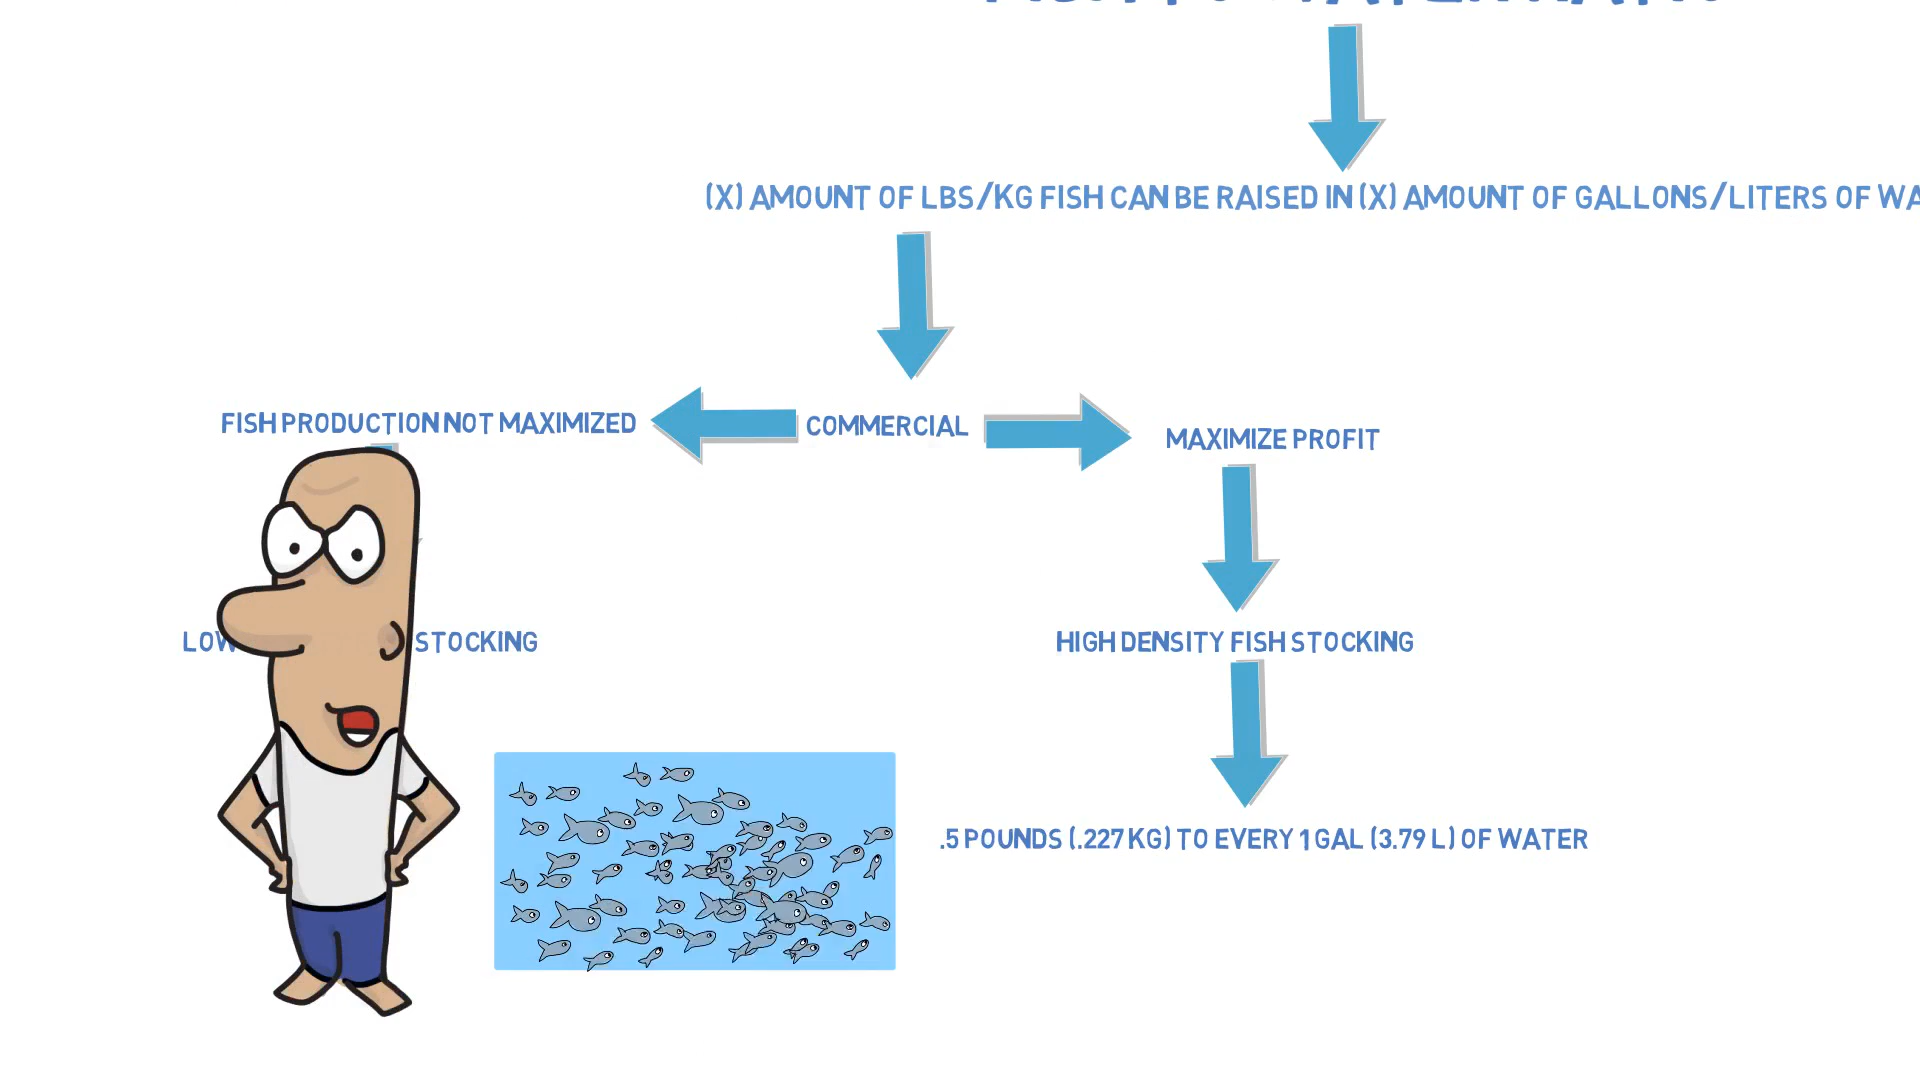 (X) AMOUNT OF LBS/KG FISH CAN BE RAISED IN (X) AMOUNT OF GALLONS/LITERS OF
FISH PRODUCTION NOT MAXIMIZED
COMMERCIAL
MAXIMIZE PROFIT
STOCKING
HIGH DENSITY FISH STOCKING
.5 POUNDS (.227 KG) TO EVERY 1 GAL (3.79 L) OF WATER